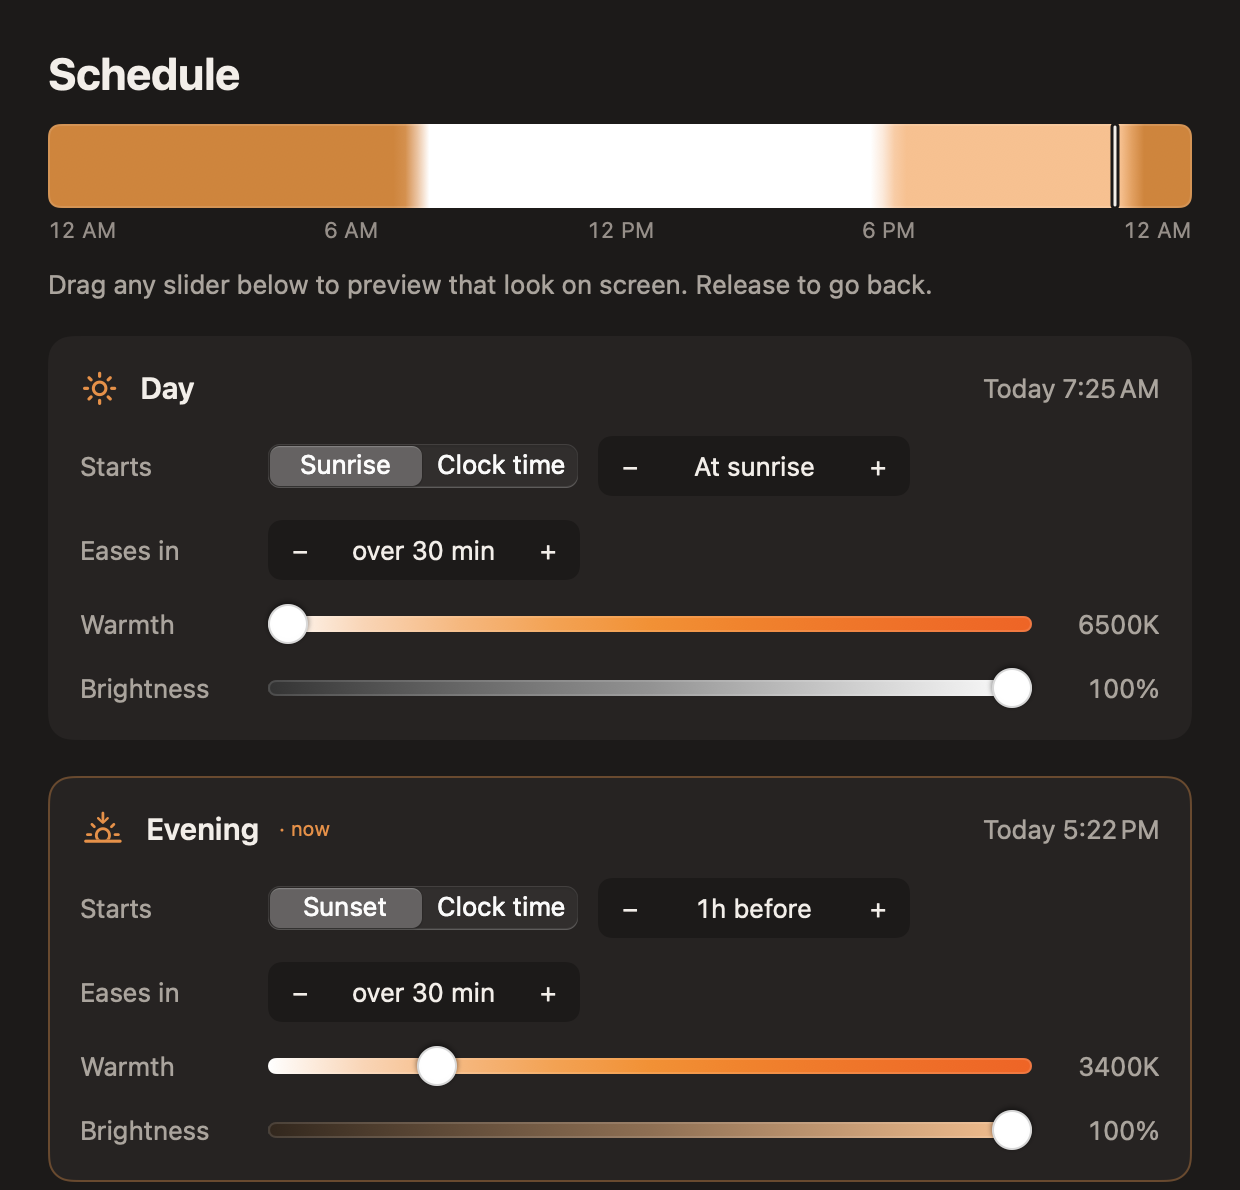 Schedule
12 AM 6 AM 12 PM 6 PM 12 AM
Drag any slider below to preview that look on screen. Release to go back.
Day Today 7:25 AM
Starts Sunrise Clock time – At sunrise +
Eases in – over 30 min +
Warmth 6500K
Brightness 100%
Evening · now Today 5:22 PM
Starts Sunset Clock time – 1h before +
Eases in – over 30 min +
Warmth 3400K
Brightness 100%